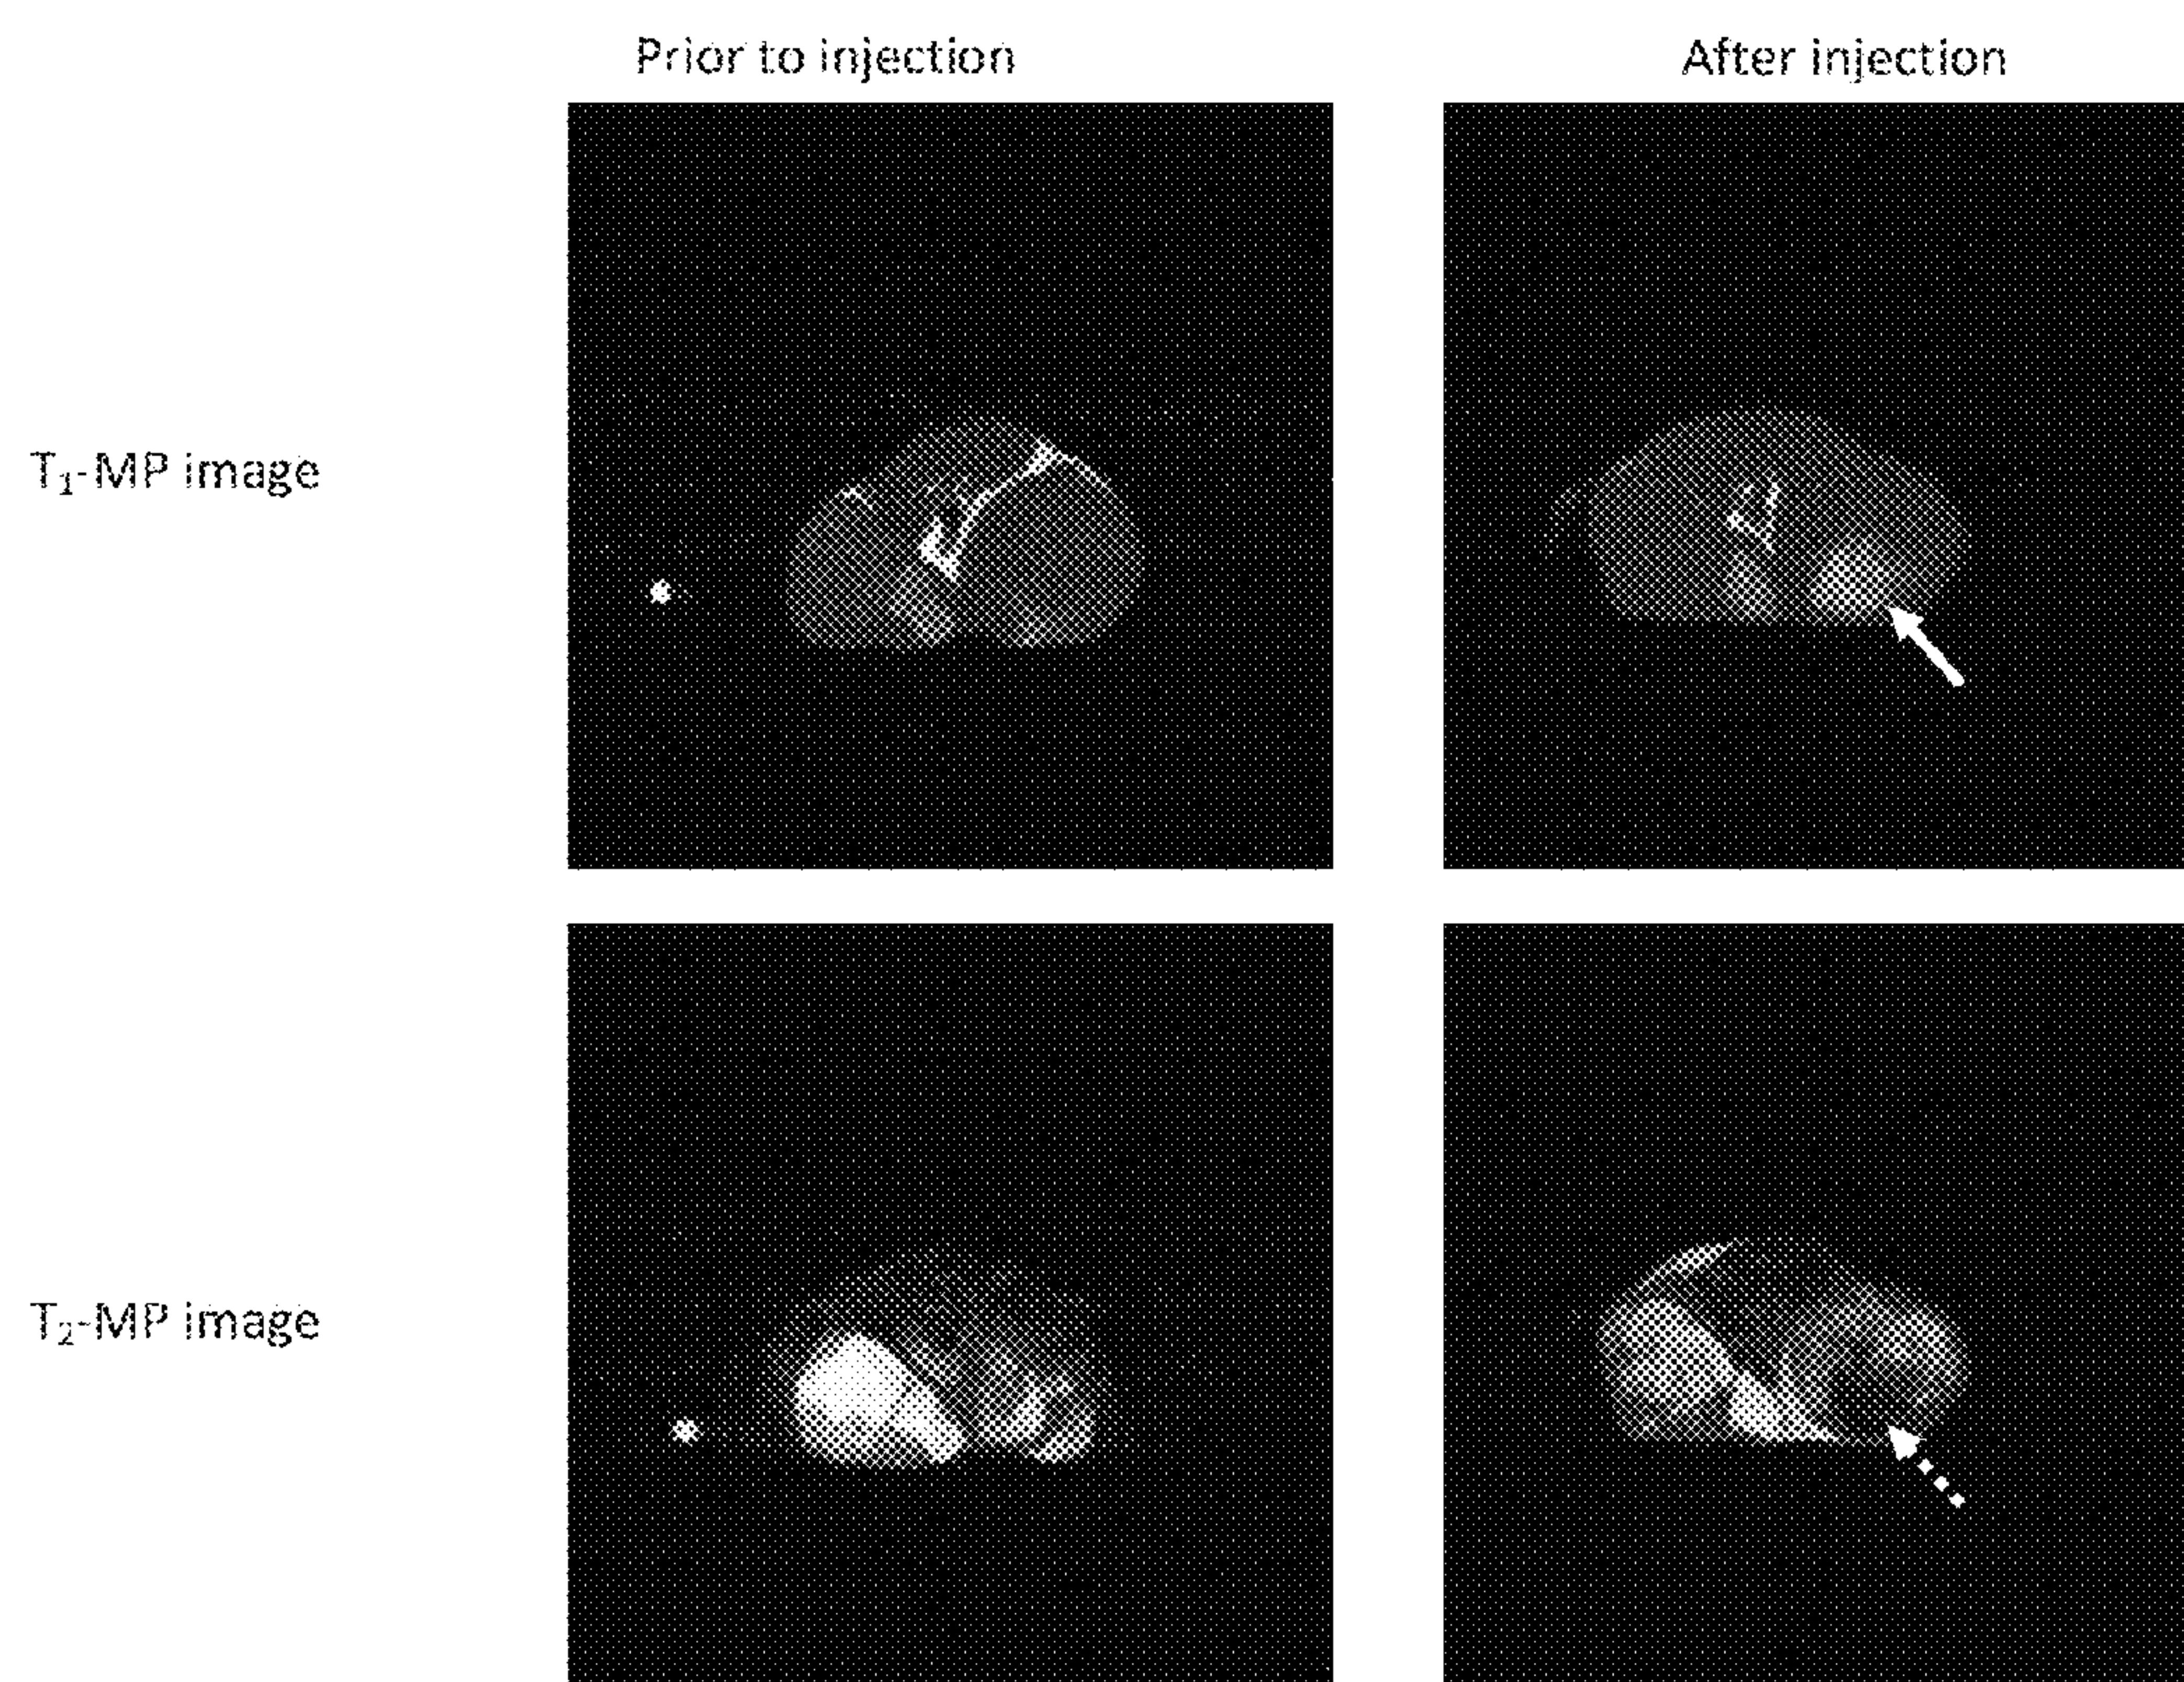 Prior to injection
After injection
T₁-MP image
T₂-MP image